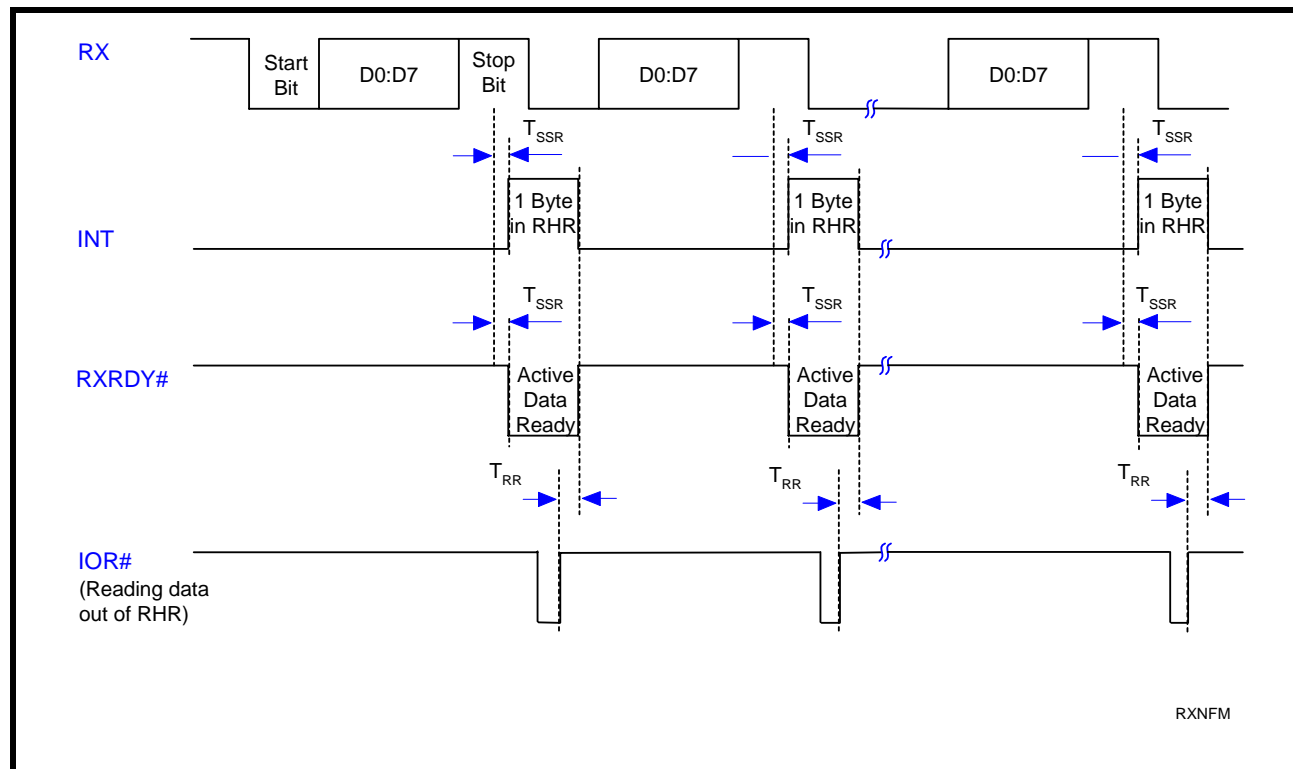 RX
Start
Bit
D0:D7
Stop
Bit
D0:D7
D0:D7
TSSR
TSSR
TSSR
INT
1 Byte
in RHR
1 Byte
in RHR
1 Byte
in RHR
TSSR
TSSR
TSSR
RXRDY#
Active
Data
Ready
Active
Data
Ready
Active
Data
Ready
TRR
TRR
TRR
IOR#
(Reading data
out of RHR)
RXNFM